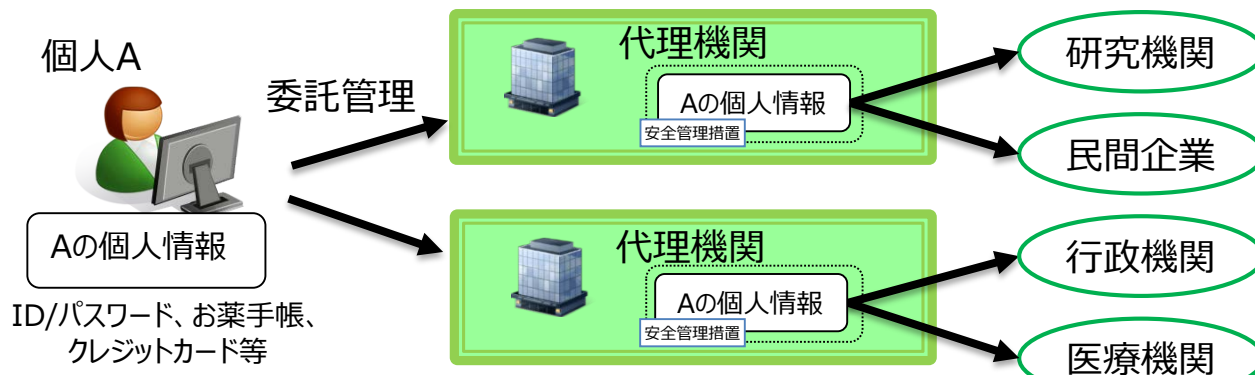 個人A
委託管理
Aの個人情報
ID/パスワード、お薬手帳、
クレジットカード等
代理機関
Aの個人情報
安全管理措置
研究機関
民間企業
代理機関
Aの個人情報
安全管理措置
行政機関
医療機関